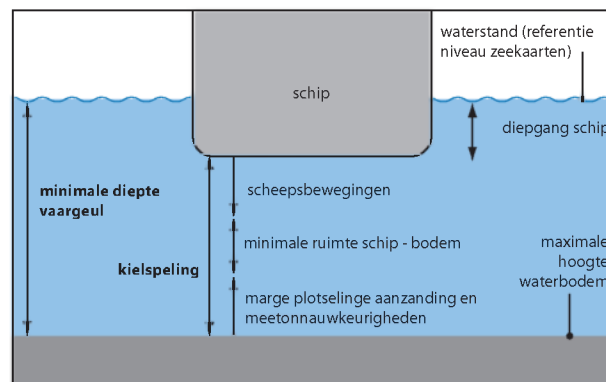 waterstand (referentie
niveau zeekaarten)
schip
diepgang schip
scheepsbewegingen
minimale diepte
vaargeul
minimale ruimte schip - bodem
maximale
hoogte
waterbodem
kielspeling
marge plotselinge aanzanding en
meetonnauwkeurigheden